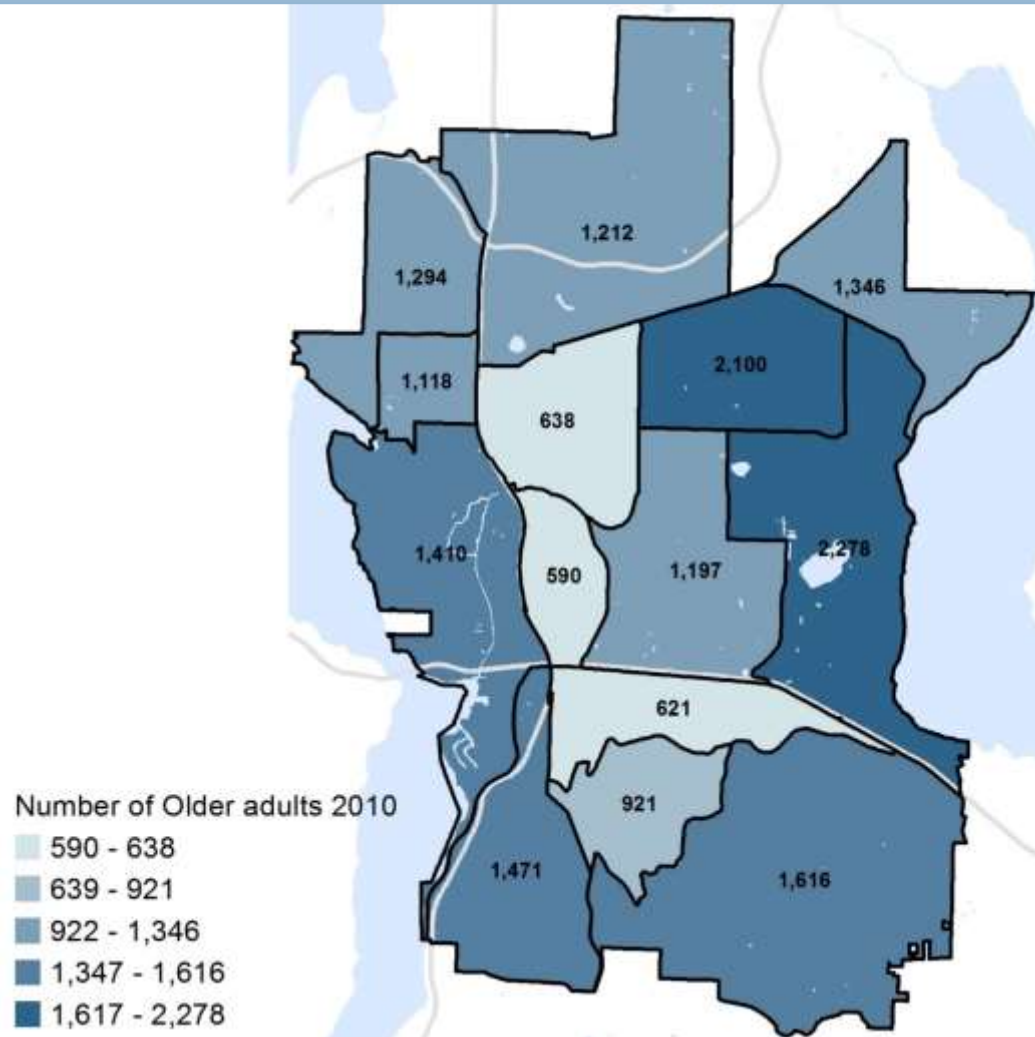 1,212
1,294
1,346
2,100
1,118
638
1,410
2,278
590
1,197
621
921
1,471
1,616
Number of Older adults 2010
590 - 638
639 - 921
922 - 1,346
1,347 - 1,616
1,617 - 2,278